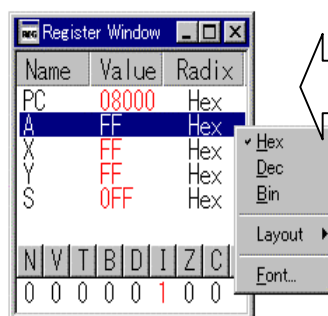 REG Register Window
Name Value Radix
PC 08000 Hex
A FF Hex
X FF Hex
Y FF Hex
S 0FF Hex
N V T B D I Z C
0 0 0 0 0 1 0 0
Hex
Dec
Bin
Layout
Font...